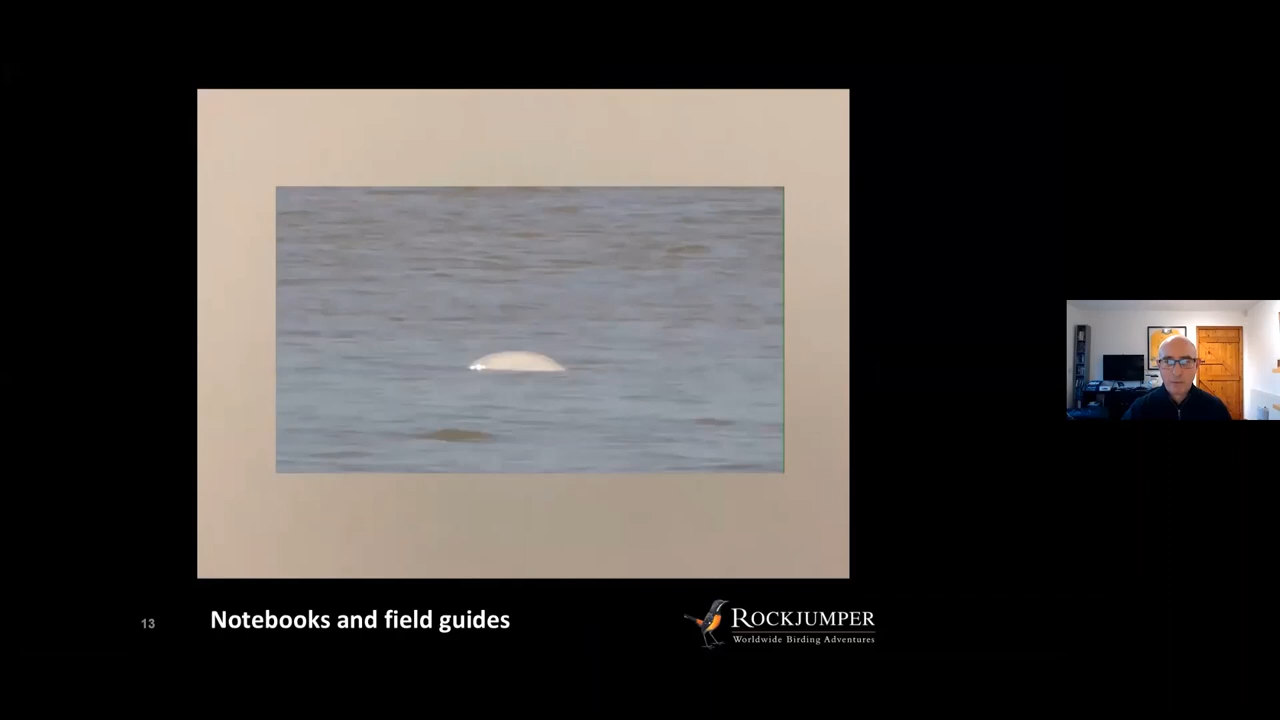 13
Notebooks and field guides
ROCKJUMPER
Worldwide Birding Adventures